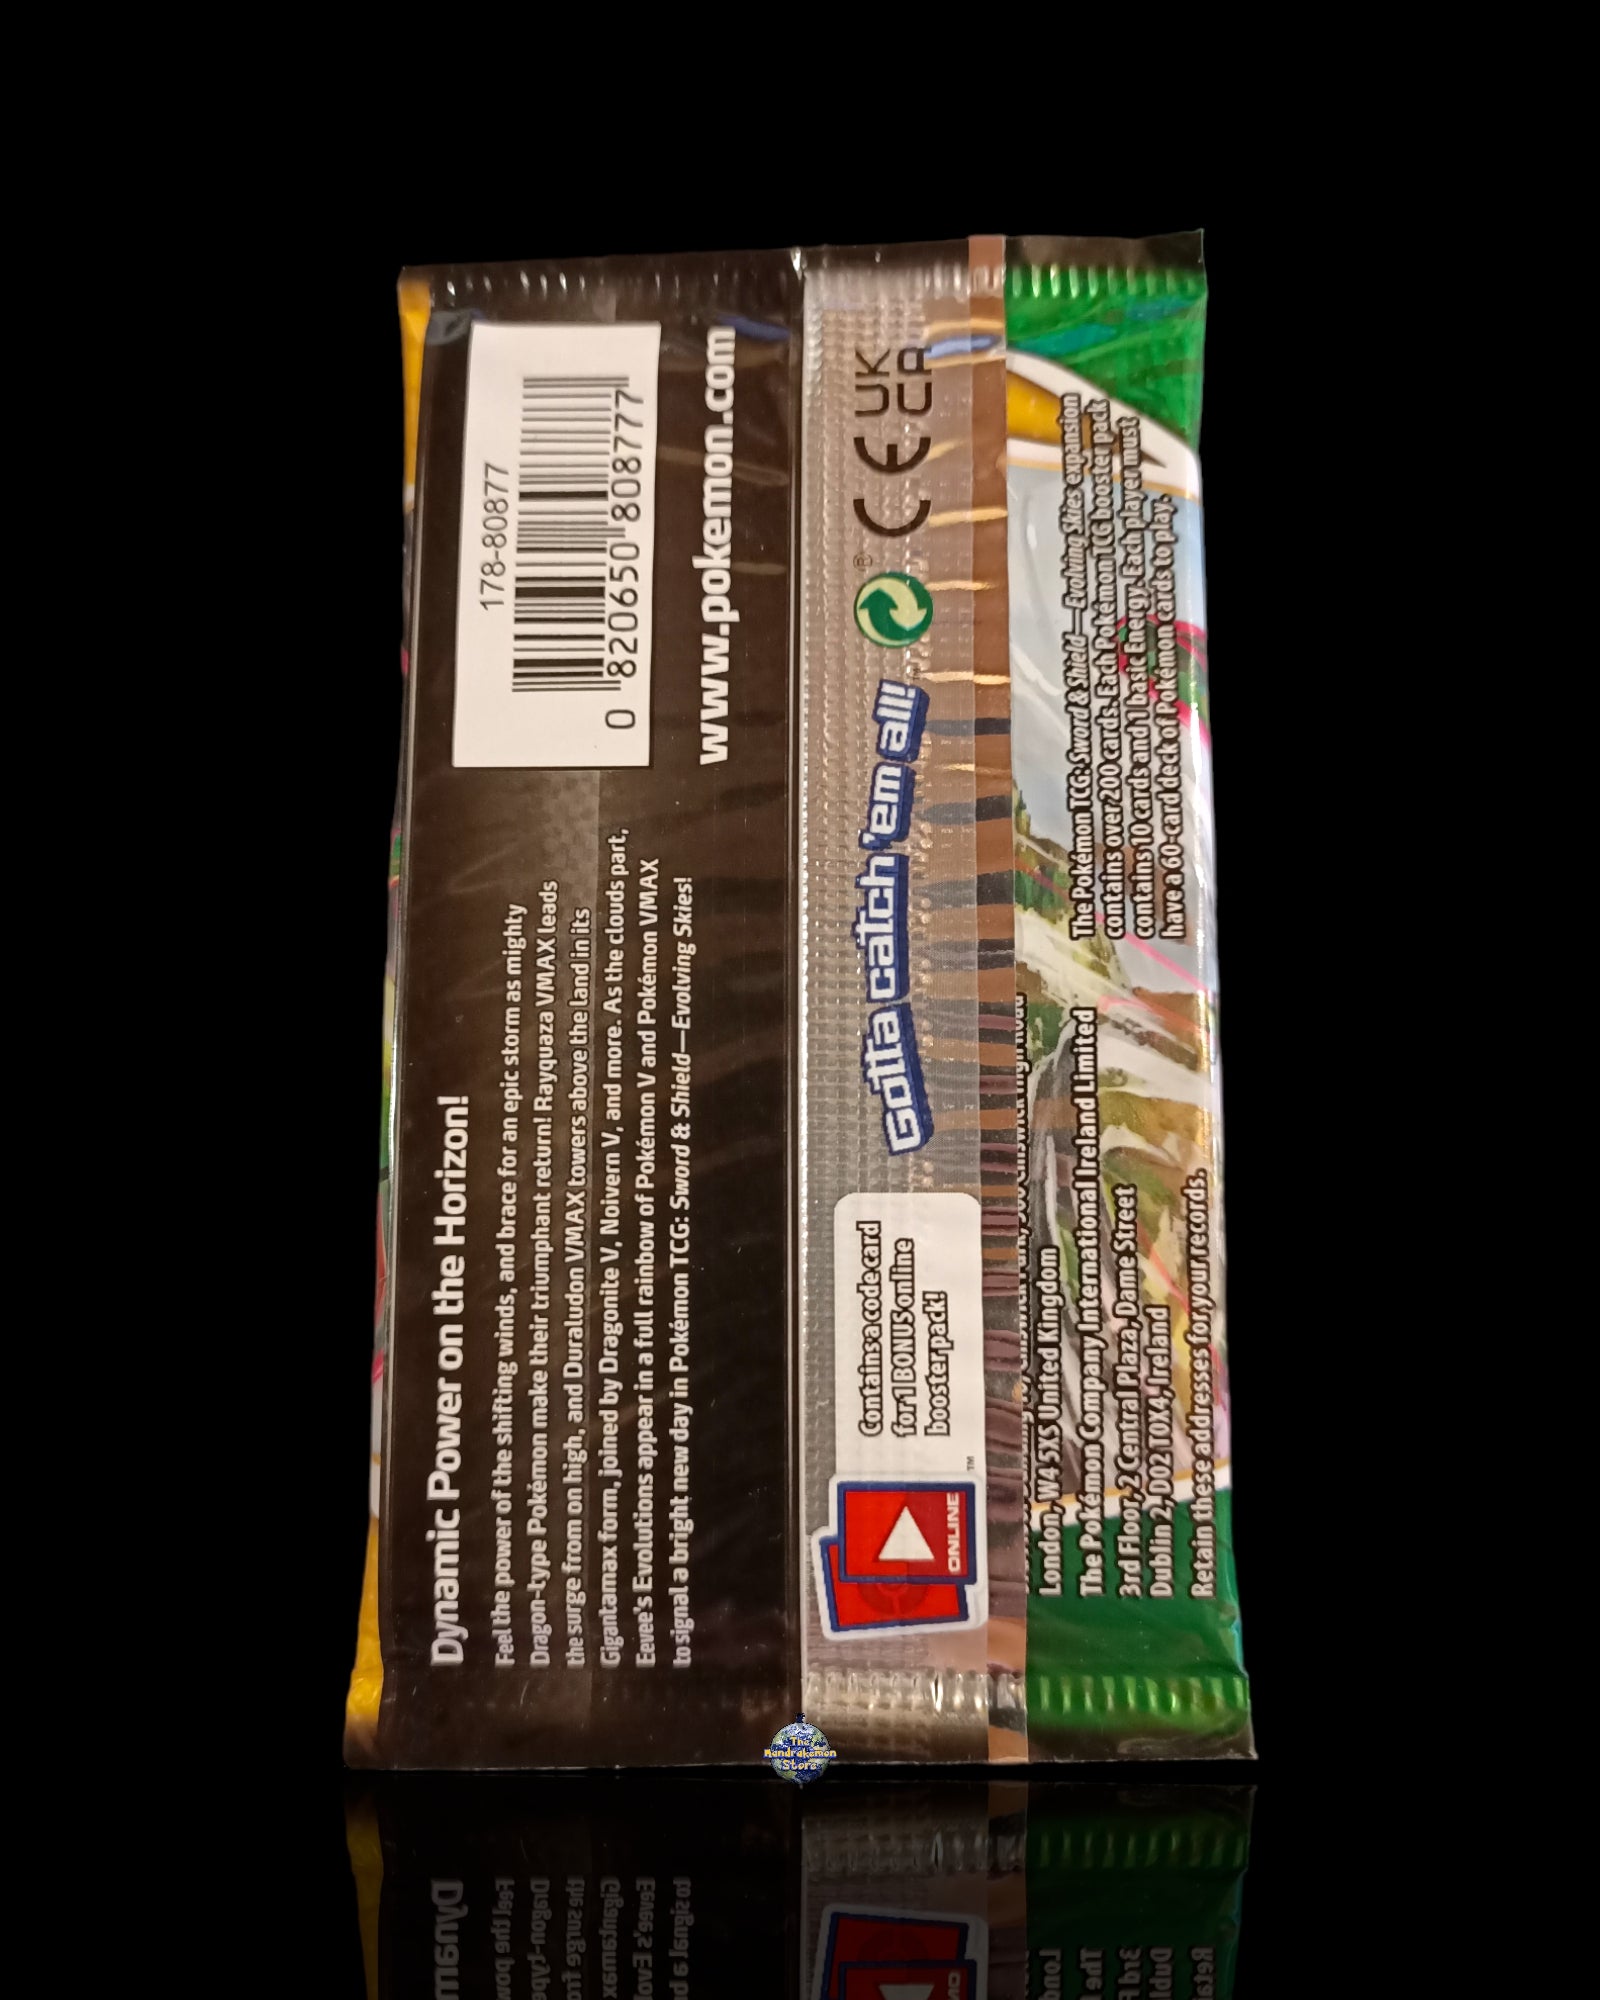 Dynamic Power on the Horizon!
Feel the power of the shifting winds, and brace for an epic storm as mighty
Dragon-type Pokémon make their triumphant return! Rayquaza VMAX leads
the surge from on high, and Duraludon VMAX towers above the land in its
Gigantamax form, joined by Dragonite V, Noivern V, and more. As the clouds part,
Eevee's Evolutions appear in a full rainbow of Pokémon V and Pokémon VMAX
to signal a bright new day in Pokémon TCG: Sword & Shield—Evolving Skies!
178-80877
0 820650 808777
www.pokemon.com
ONLINE
™
Contains a code card
for 1 BONUS online
booster pack!
Gotta catch 'em all!
®
CE
UK
CA
London, W4 5XS United Kingdom
The Pokémon Company International Ireland Limited
3rd Floor, 2 Central Plaza, Dame Street
Dublin 2, D02 T0X4, Ireland
Retain these addresses for your records.
The Pokémon TCG: Sword & Shield—Evolving Skies expansion
contains over 200 cards. Each Pokémon TCG booster pack
contains 10 cards and 1 basic Energy. Each player must
have a 60-card deck of Pokémon cards to play.
The
Mandrakemon
Store